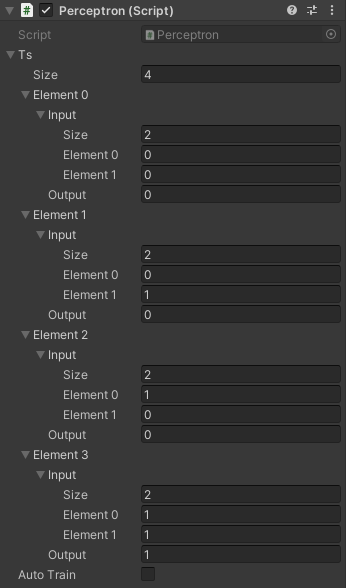 Perceptron (Script)
Script Perceptron
Ts
Size 4
Element 0
Input
Size 2
Element 0 0
Element 1 0
Output 0
Element 1
Input
Size 2
Element 0 0
Element 1 1
Output 0
Element 2
Input
Size 2
Element 0 1
Element 1 0
Output 0
Element 3
Input
Size 2
Element 0 1
Element 1 1
Output 1
Auto Train